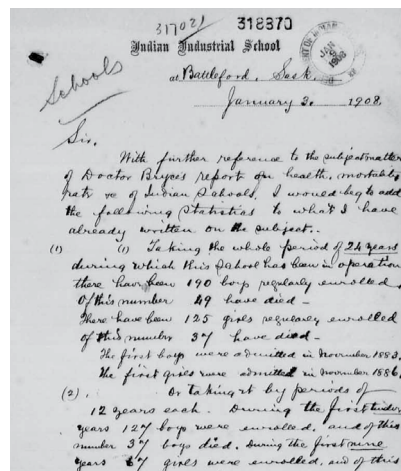 317021
318370
Indian Industrial School
JAN 8 1908
at Battleford, Sask.
Schools
January 2. 1908.
Sir,
With further reference to the subject matter
of Doctor Bryce's report on health, mortality
rate &c of Indian Schools, I would beg to add
the following statistics to what I have
already written on the subject.
(1) (1) Taking the whole period of 24 years
during which this School has been in operation
there have been 190 boys regularly enrolled.
Of this number 49 have died -
There have been 125 girls regularly enrolled
of this number 37 have died -
The first boys were admitted in November 1883.
The first girls were admitted in November 1886.
(2). Or taking it by periods of
12 years each. During the first
years 127 boys were enrolled, and of this
number 37 boys died. During the first nine
years 67 girls were enrolled, and of this